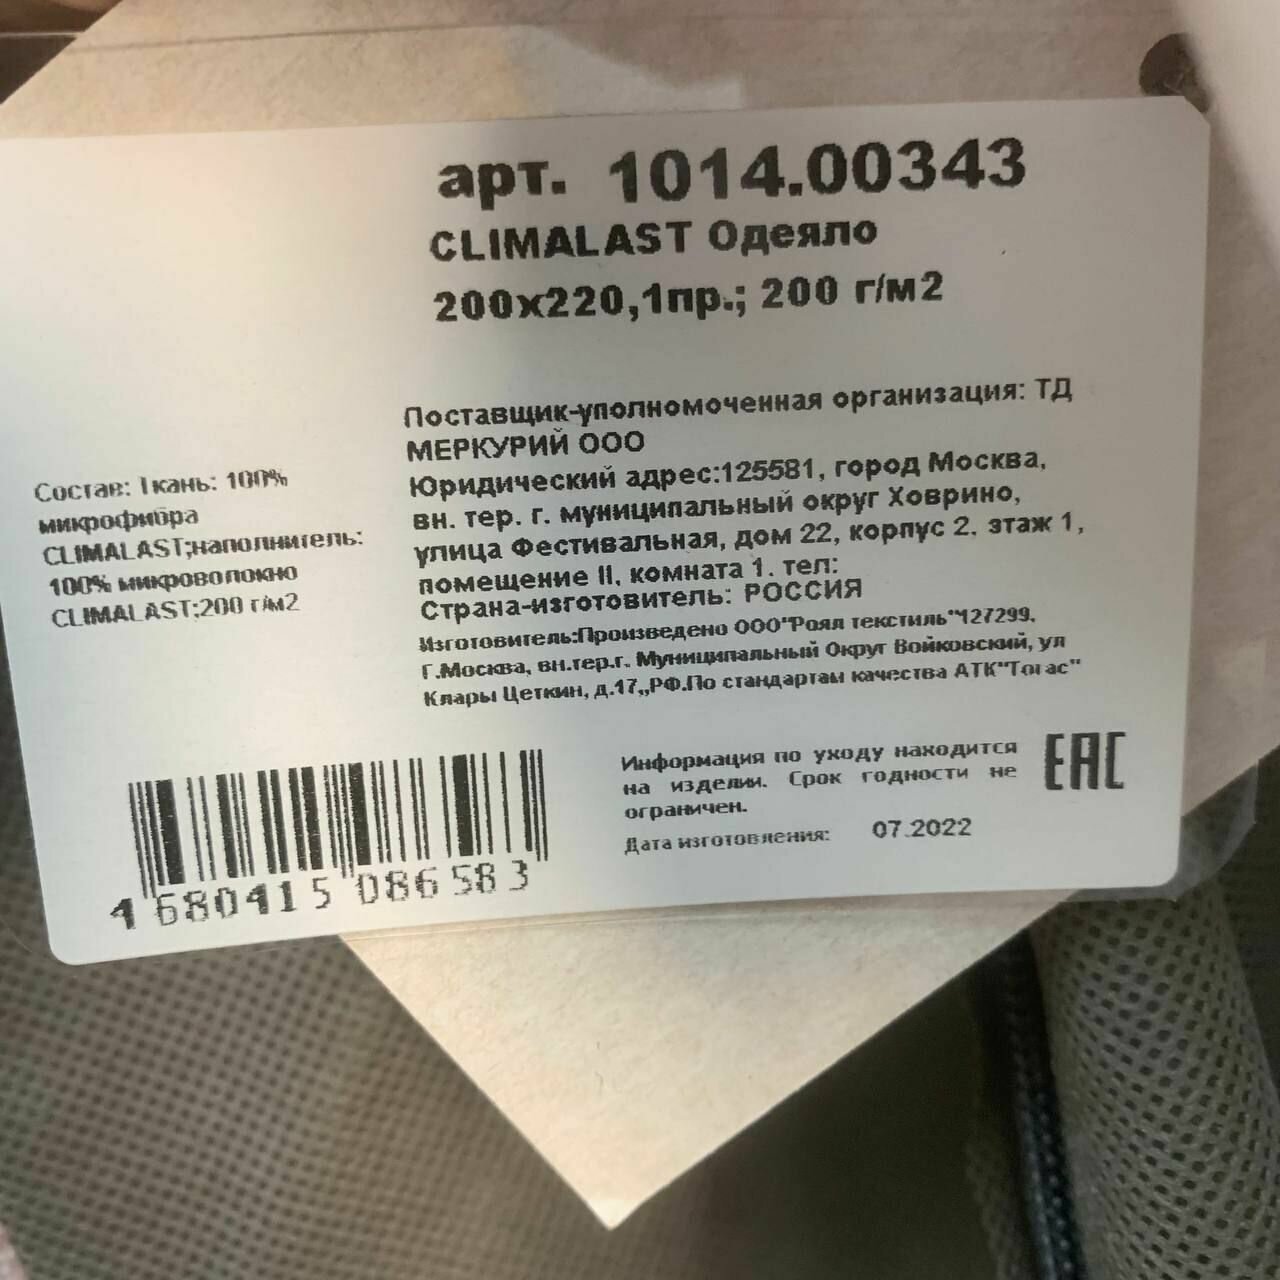 арт. 1014.00343
CLIMALAST Одеяло
200x220,1пр.; 200 г/м2
Поставщик-уполномоченная организация: ТД
МЕРКУРИЙ ООО
Юридический адрес:125581, город Москва,
вн. тер. г. муниципальный округ Ховрино,
улица Фестивальная, дом 22, корпус 2. этаж 1,
помещение II, комната 1. тел:
Страна-изготовитель: РОССИЯ
Изготовитель:Произведено ООО"Роял текстиль"127299,
Г.Москва, вн.тер.г. Муниципальный Округ Войковский, ул
Клары Цеткин, д.17,,РФ.По стандартам качества АТК"Тогас"
Состав: Ткань: 100%
микрофибра
CLIMALAST;наполнитель:
100% микроволокно
CLIMALAST;200 г/м2
4 680415 086583
Информация по уходу находится
на изделии. Срок годности не
ограничен.
Дата изготовления: 07.2022
EAC